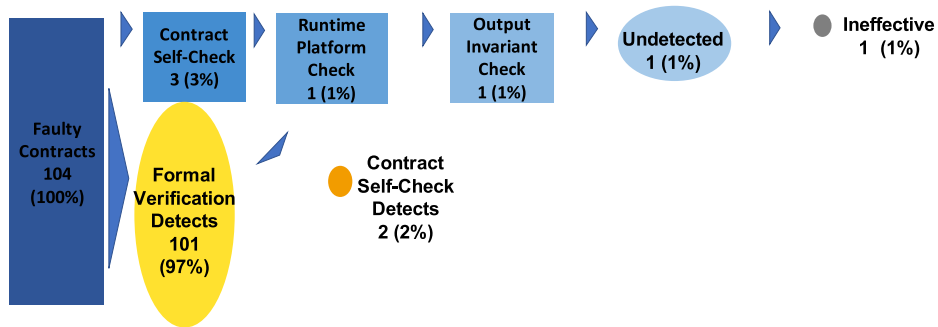 Faulty
Contracts
104
(100%)
Contract
Self-Check
3 (3%)
Runtime
Platform
Check
1 (1%)
Output
Invariant
Check
1 (1%)
Undetected
1 (1%)
Ineffective
1 (1%)
Formal
Verification
Detects
101
(97%)
Contract
Self-Check
Detects
2 (2%)